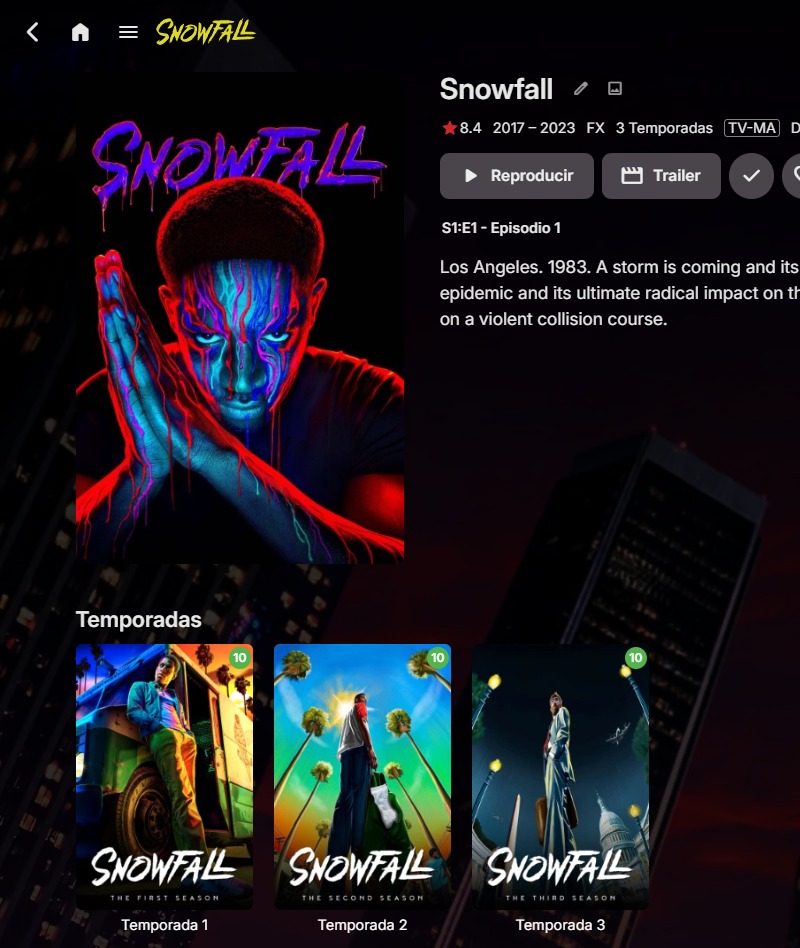 SNOWFALL
Snowfall
8.4 2017 – 2023 FX 3 Temporadas TV-MA D
Reproducir Trailer
S1:E1 - Episodio 1
Los Angeles. 1983. A storm is coming and its
epidemic and its ultimate radical impact on th
on a violent collision course.
SNOWFALL
Temporadas
10 10 10
SNOWFALL SNOWFALL SNOWFALL
THE FIRST SEASON THE SECOND SEASON THE THIRD SEASON
Temporada 1 Temporada 2 Temporada 3